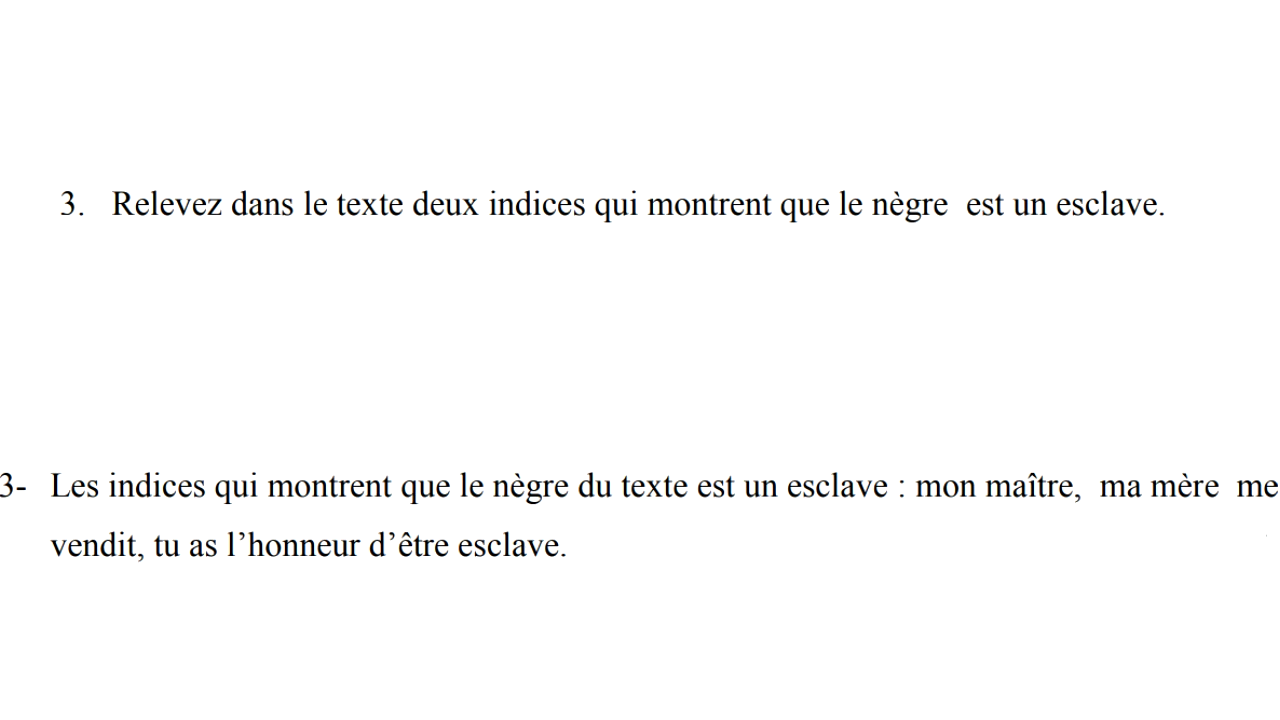 3. Relevez dans le texte deux indices qui montrent que le nègre est un esclave.
3- Les indices qui montrent que le nègre du texte est un esclave : mon maître, ma mère me
vendit, tu as l’honneur d’être esclave.